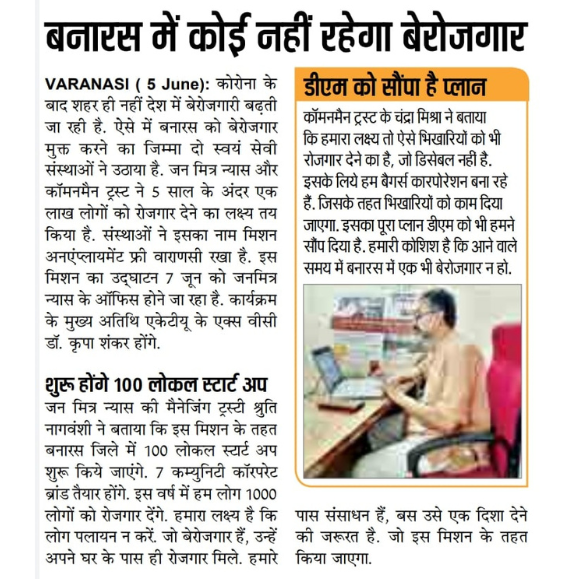 बनारस में कोई नहीं रहेगा बेरोजगार
VARANASI ( 5 June): कोरोना के
बाद शहर ही नहीं देश में बेरोजगारी बढ़ती
जा रही है. ऐसे में बनारस को बेरोजगार
मुक्त करने का जिम्मा दो स्वयं सेवी
संस्थाओं ने उठाया है. जन मित्र न्यास और
कॉमनमैन ट्रस्ट ने 5 साल के अंदर एक
लाख लोगों को रोजगार देने का लक्ष्य तय
किया है. संस्थाओं ने इसका नाम मिशन
अनएंप्लायमेंट फ्री वाराणसी रखा है. इस
मिशन का उद्घाटन 7 जून को जनमित्र
न्यास के ऑफिस होने जा रहा है. कार्यक्रम
के मुख्य अतिथि एकेटीयू के एक्स वीसी
डॉ. कृपा शंकर होंगे.
शुरू होंगे 100 लोकल स्टार्ट अप
जन मित्र न्यास की मैनेजिंग ट्रस्टी श्रुति
नागवंशी ने बताया कि इस मिशन के तहत
बनारस जिले में 100 लोकल स्टार्ट अप
शुरू किये जाएंगे. 7 कम्युनिटी कॉरपरेट
ब्रांड तैयार होंगे. इस वर्ष में हम लोग 1000
लोगों को रोजगार देंगे. हमारा लक्ष्य है कि
लोग पलायन न करें. जो बेरोजगार हैं, उन्हें
अपने घर के पास ही रोजगार मिले. हमारे
डीएम को सौंपा है प्लान
कॉमनमैन ट्रस्ट के चंद्रा मिश्रा ने बताया
कि हमारा लक्ष्य तो ऐसे भिखारियों को भी
रोजगार देने का है, जो डिसेबल नही है.
इसके लिये हम बैगर्स कारपोरेशन बना रहे
हैं. जिसके तहत भिखारियों को काम दिया
जाएगा. इसका पूरा प्लान डीएम को भी हमने
सौंप दिया है. हमारी कोशिश है कि आने वाले
समय में बनारस में एक भी बेरोजगार न हो.
पास संसाधन हैं, बस उसे एक दिशा देने
की जरूरत है. जो इस मिशन के तहत
किया जाएगा.